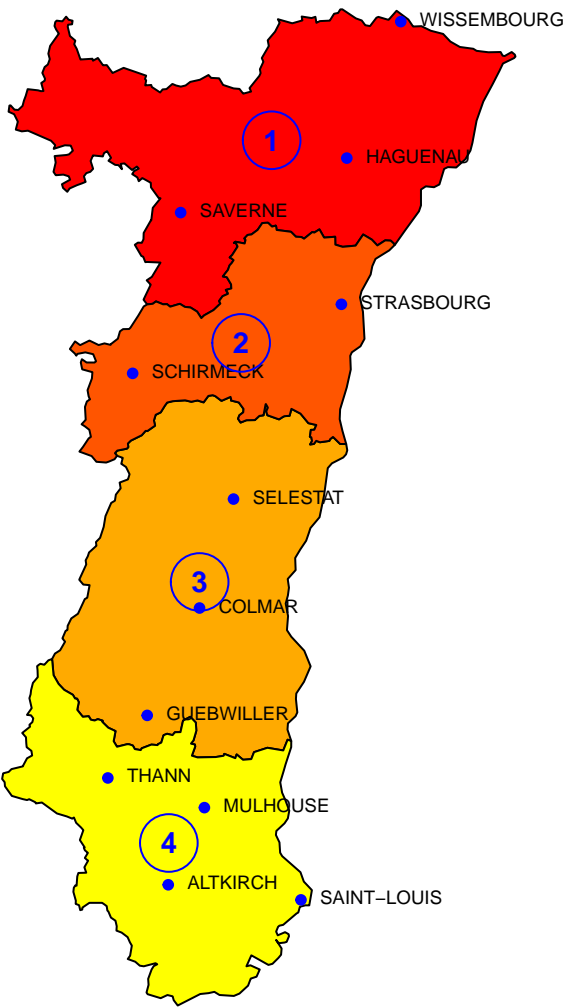 WISSEMBOURG
1
HAGUENAU
SAVERNE
STRASBOURG
2
SCHIRMECK
SELESTAT
3
COLMAR
GUEBWILLER
THANN
MULHOUSE
4
ALTKIRCH
SAINT−LOUIS